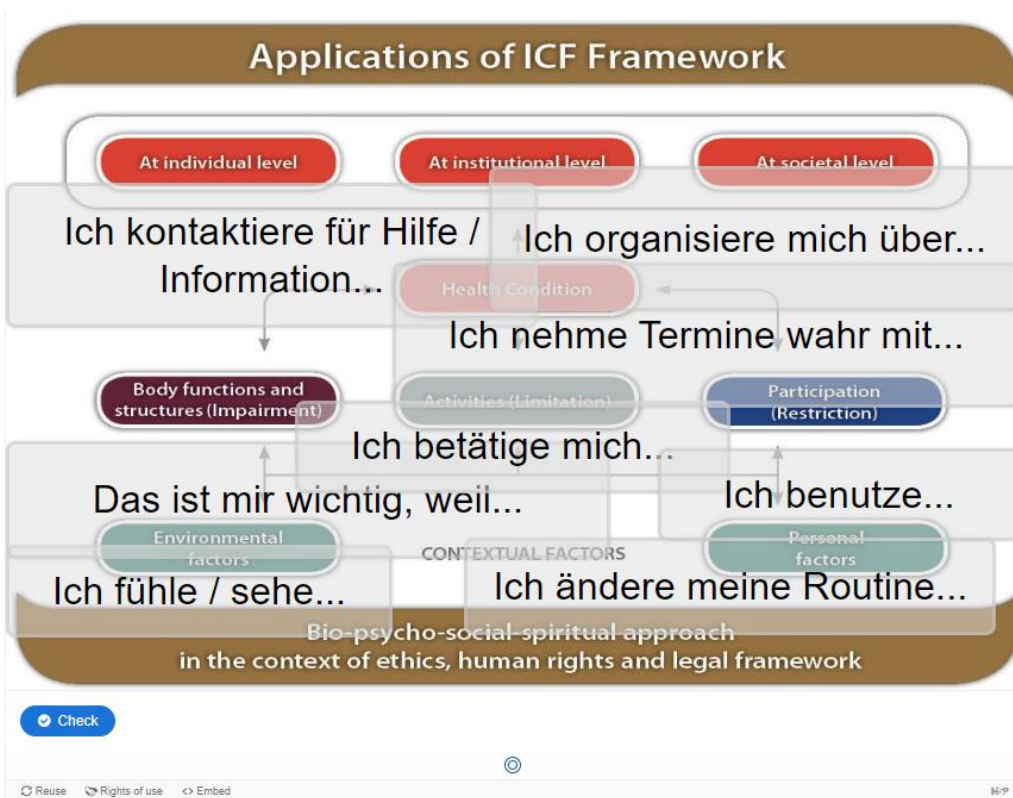 Applications of ICF Framework
At individual level
At institutional level
At societal level
Ich kontaktiere für Hilfe /
Information...
Ich organisiere mich über...
Health Condition
Ich nehme Termine wahr mit...
Body functions and
structures (Impairment)
Activities (Limitation)
Participation
(Restriction)
Ich betätige mich...
Das ist mir wichtig, weil...
Ich benutze...
Environmental
factors
CONTEXTUAL FACTORS
Personal
factors
Ich fühle / sehe...
Ich ändere meine Routine...
Bio-psycho-social-spiritual approach
in the context of ethics, human rights and legal framework
Check
Reuse
Rights of use
<> Embed
H-P